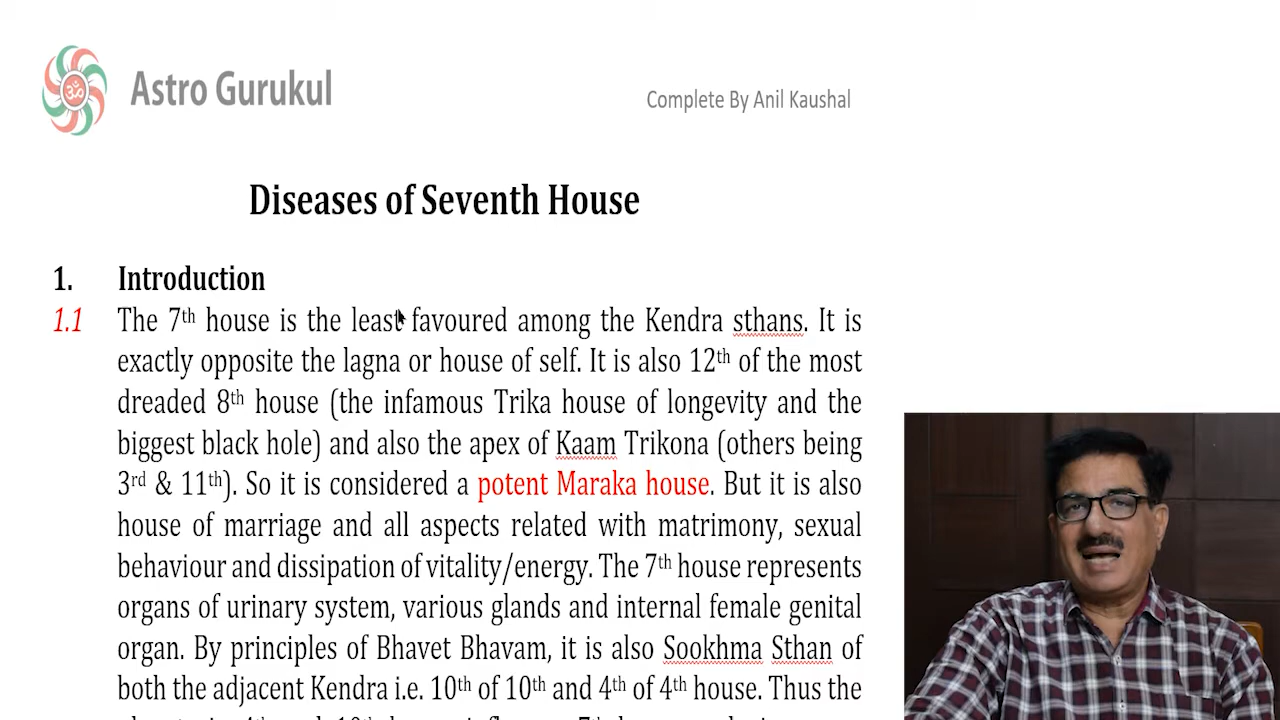 Astro Gurukul
Complete By Anil Kaushal
Diseases of Seventh House
1. Introduction
1.1 The 7th house is the least favoured among the Kendra sthans. It is
exactly opposite the lagna or house of self. It is also 12th of the most
dreaded 8th house (the infamous Trika house of longevity and the
biggest black hole) and also the apex of Kaam Trikona (others being
3rd & 11th). So it is considered a potent Maraka house. But it is also
house of marriage and all aspects related with matrimony, sexual
behaviour and dissipation of vitality/energy. The 7th house represents
organs of urinary system, various glands and internal female genital
organ. By principles of Bhavet Bhavam, it is also Sookhma Sthan of
both the adjacent Kendra i.e. 10th of 10th and 4th of 4th house. Thus the